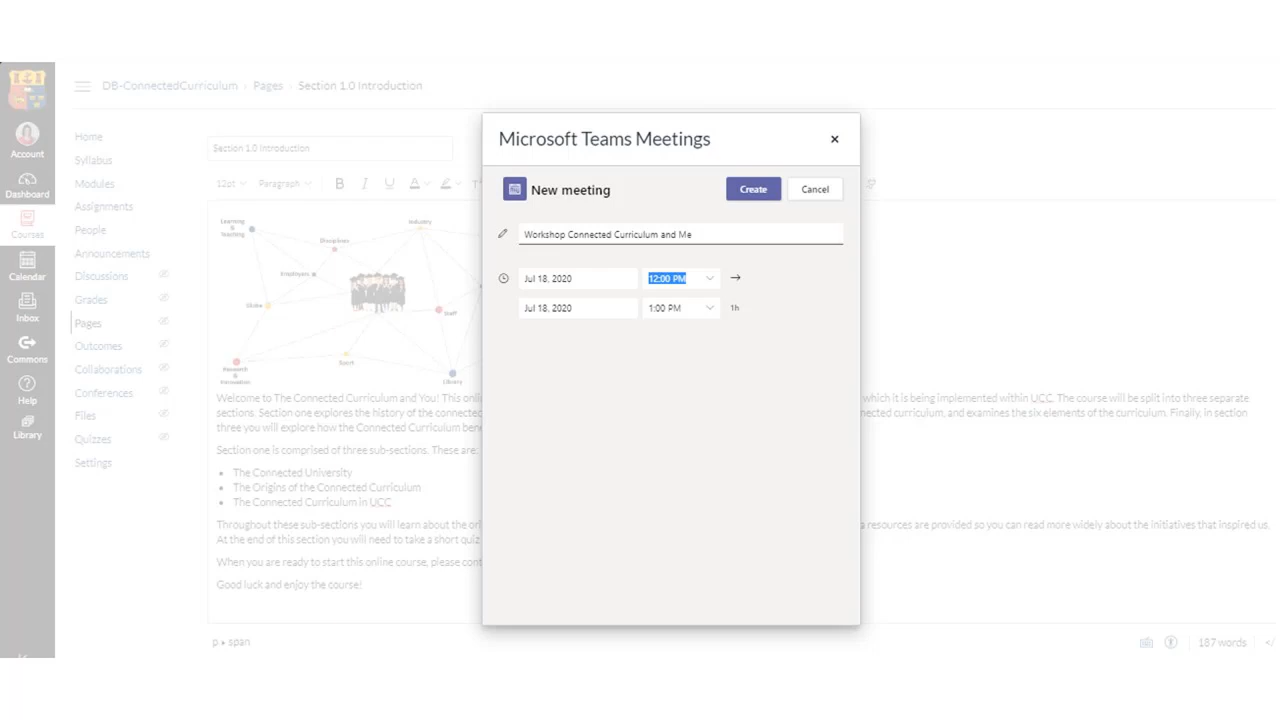 DB-ConnectedCurriculum › Pages › Section 1.0 Introduction
Account
Dashboard
Courses
Calendar
Inbox
Commons
Help
Library
Home
Syllabus
Modules
Assignments
People
Announcements
Discussions
Grades
Pages
Outcomes
Collaborations
Conferences
Files
Quizzes
Settings
Section 1.0 Introduction
12pt Paragraph B I U A
Learning
&
Teaching
Industry
Disciplines
Employers
Globe
Staff
Sport
Research
&
Innovation
Library
Microsoft Teams Meetings ×
New meeting Create Cancel
Workshop Connected Curriculum and Me
Jul 18, 2020 12:00 PM →
Jul 18, 2020 1:00 PM 1h
Welcome to The Connected Curriculum and You! This onli which it is being implemented within UCC. The course will be split into three separate
sections. Section one explores the history of the connected nected curriculum, and examines the six elements of the curriculum. Finally, in section
three you will explore how the Connected Curriculum ben
Section one is comprised of three sub-sections. These are:
• The Connected University
• The Origins of the Connected Curriculum
• The Connected Curriculum in UCC
Throughout these sub-sections you will learn about the ori a resources are provided so you can read more widely about the initiatives that inspired us.
At the end of this section you will need to take a short quiz
When you are ready to start this online course, please cont
Good luck and enjoy the course!
p ▸ span
187 words